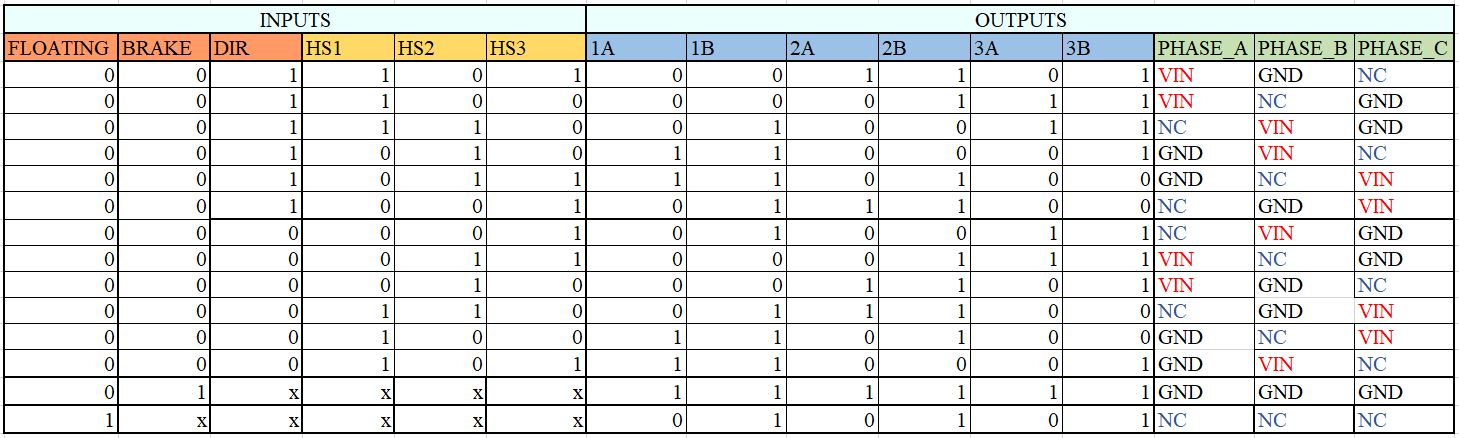 INPUTS OUTPUTS
FLOATING BRAKE DIR HS1 HS2 HS3 1A 1B 2A 2B 3A 3B PHASE_A PHASE_B PHASE_C
0 0 1 1 0 1 0 0 1 1 0 1 VIN GND NC
0 0 1 1 0 0 0 0 0 1 1 1 VIN NC GND
0 0 1 1 1 0 0 1 0 0 1 1 NC VIN GND
0 0 1 0 1 0 1 1 0 0 0 1 GND VIN NC
0 0 1 0 1 1 1 1 0 1 0 0 GND NC VIN
0 0 1 0 0 1 0 1 1 1 0 0 NC GND VIN
0 0 0 0 0 1 0 1 0 0 1 1 NC VIN GND
0 0 0 0 1 1 0 0 0 1 1 1 VIN NC GND
0 0 0 0 1 0 0 0 1 1 0 1 VIN GND NC
0 0 0 1 1 0 0 1 1 1 0 0 NC GND VIN
0 0 0 1 0 0 1 1 0 1 0 0 GND NC VIN
0 0 0 1 0 1 1 1 0 0 0 1 GND VIN NC
0 1 x x x x 1 1 1 1 1 1 GND GND GND
1 x x x x x 0 1 0 1 0 1 NC NC NC